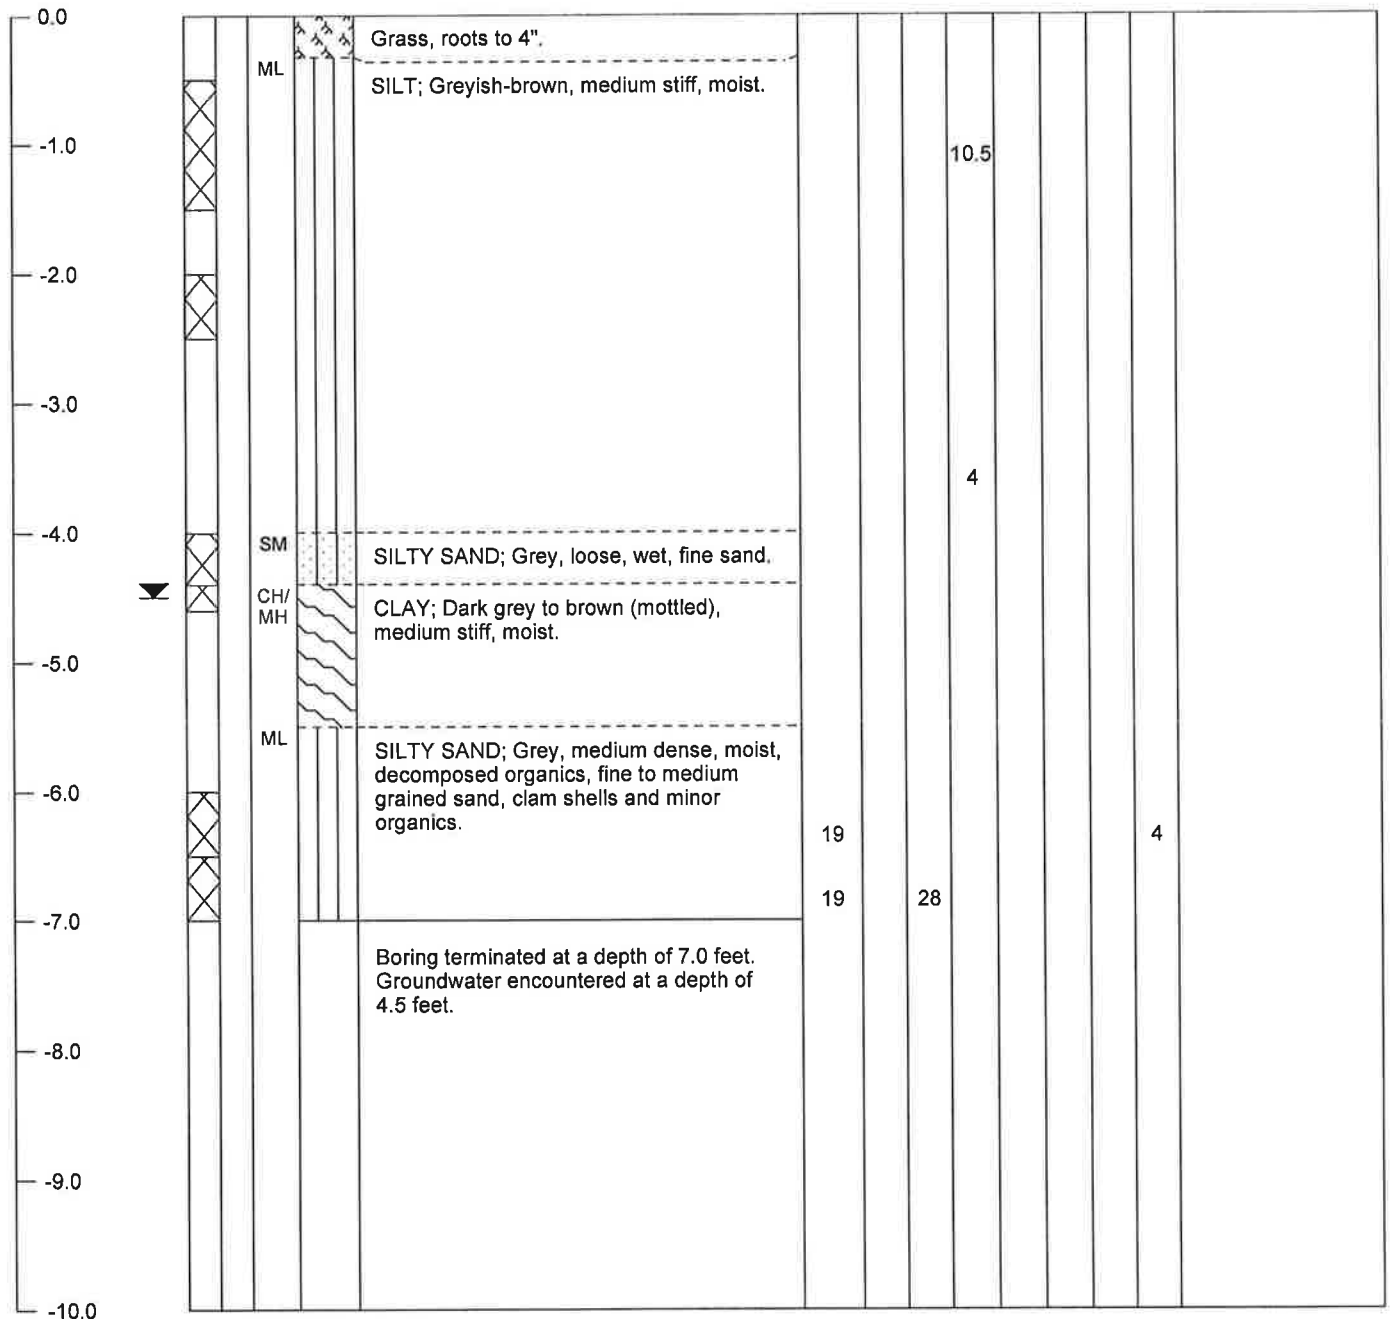 0.0
Grass, roots to 4".
ML
SILT; Greyish-brown, medium stiff, moist.
-1.0
10.5
-2.0
-3.0
4
-4.0
SM
SILTY SAND; Grey, loose, wet, fine sand.
CH/
MH
CLAY; Dark grey to brown (mottled),
medium stiff, moist.
-5.0
ML
SILTY SAND; Grey, medium dense, moist,
decomposed organics, fine to medium
grained sand, clam shells and minor
organics.
-6.0
19
4
19
28
-7.0
Boring terminated at a depth of 7.0 feet.
Groundwater encountered at a depth of
4.5 feet.
-8.0
-9.0
-10.0